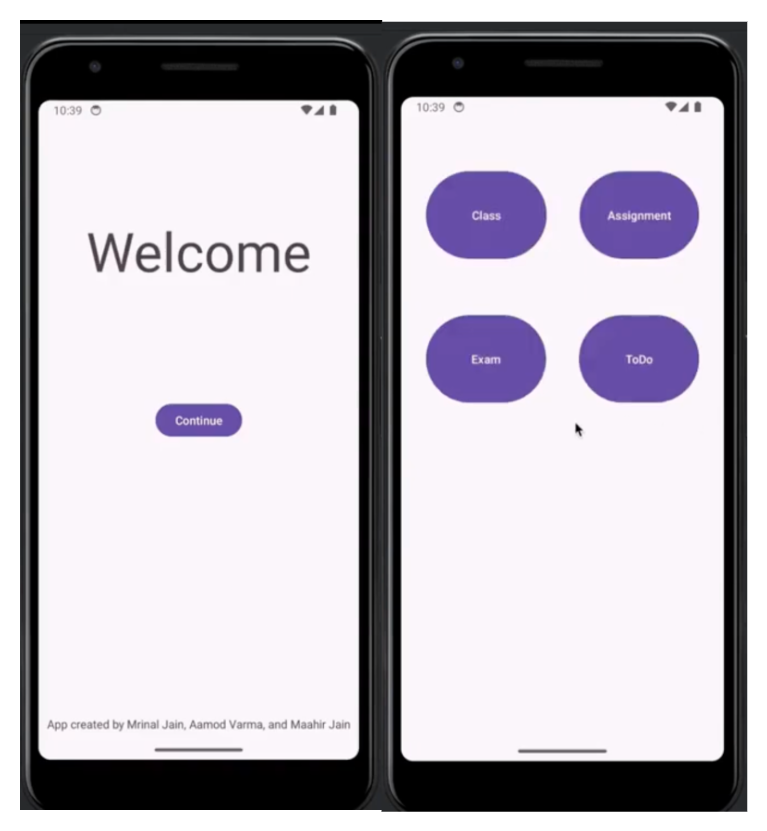 10:39
Welcome
Continue
App created by Mrinal Jain, Aamod Varma, and Maahir Jain
10:39
Class
Assignment
Exam
ToDo